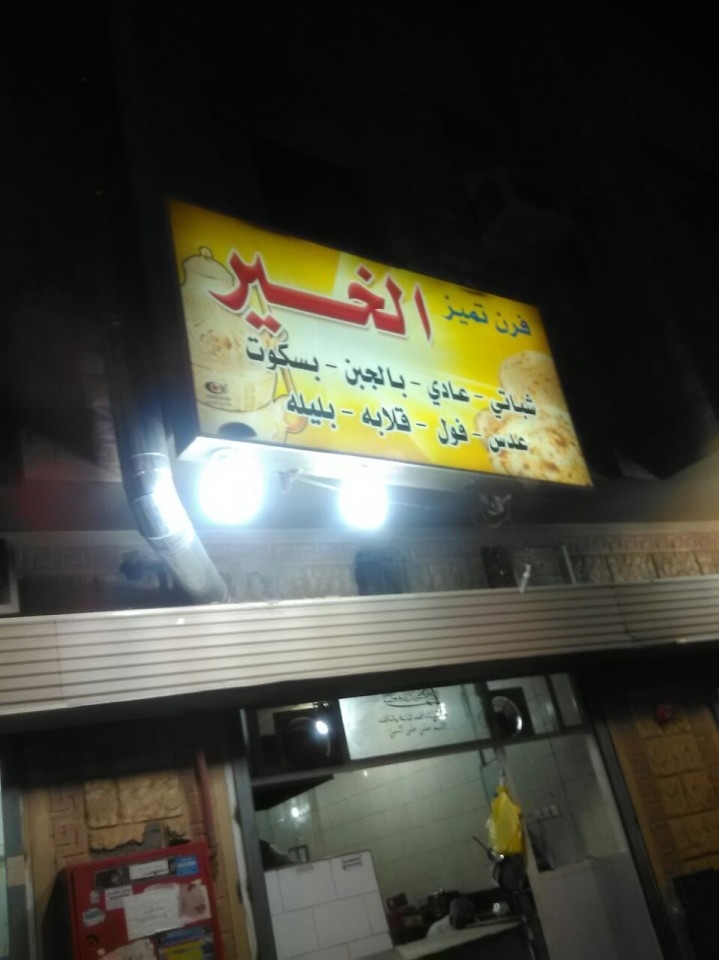 فرن تميز الخير
شباتي - عادي - بالجبن - بسكوت
عدس - فول - قلابه - بليله